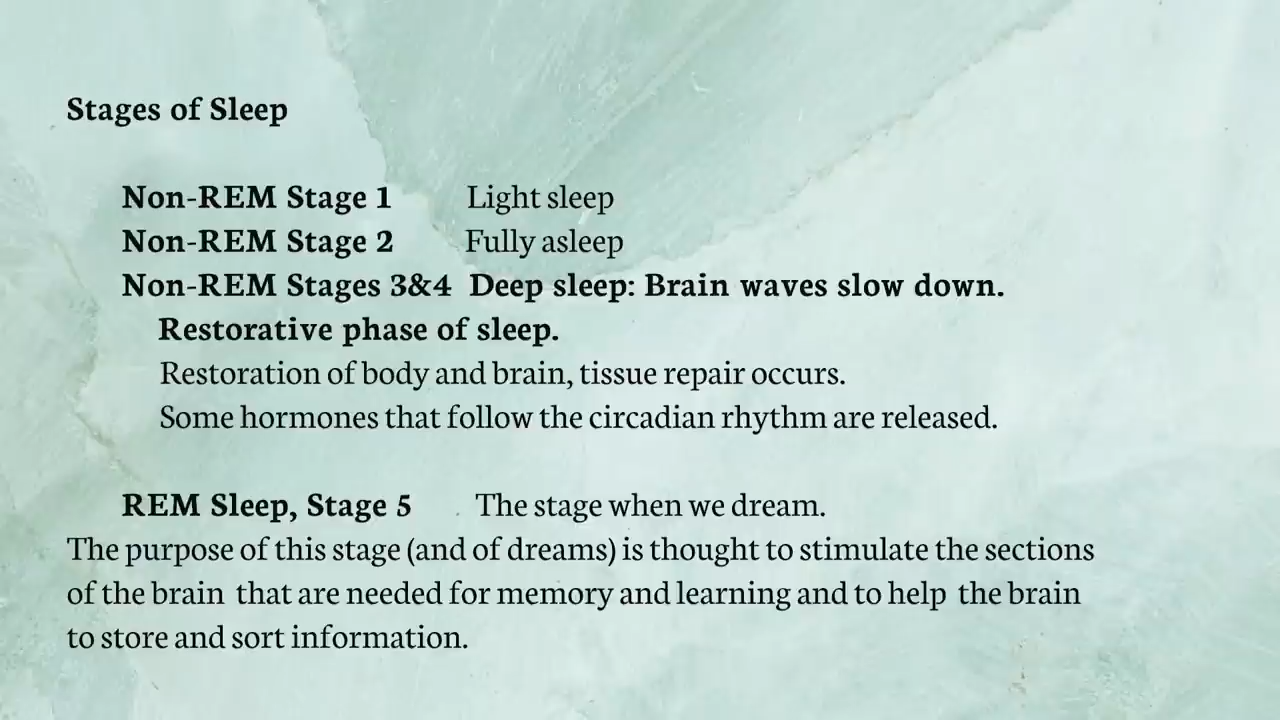 Stages of Sleep
Non-REM Stage 1 Light sleep
Non-REM Stage 2 Fully asleep
Non-REM Stages 3&4 Deep sleep: Brain waves slow down.
Restorative phase of sleep.
Restoration of body and brain, tissue repair occurs.
Some hormones that follow the circadian rhythm are released.
REM Sleep, Stage 5 The stage when we dream.
The purpose of this stage (and of dreams) is thought to stimulate the sections
of the brain that are needed for memory and learning and to help the brain
to store and sort information.